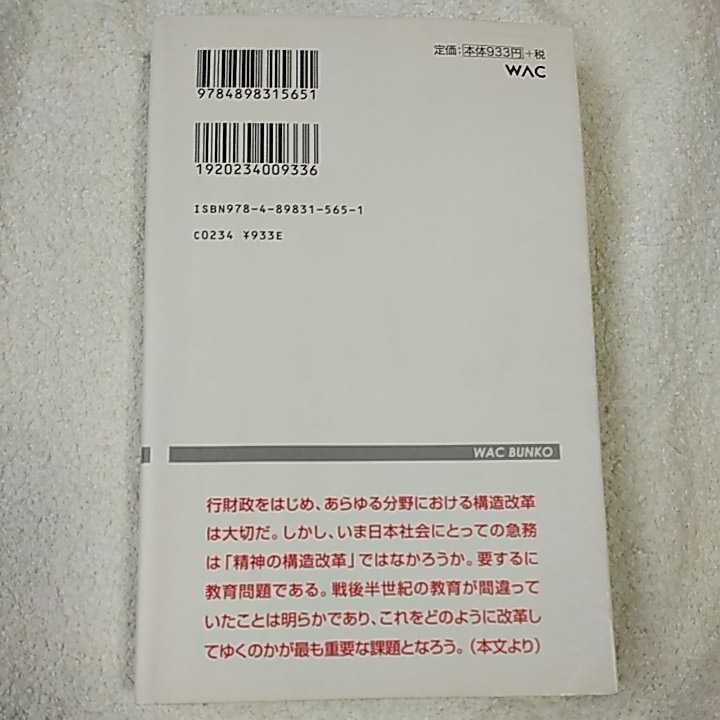 9784898315651
定価:本体933円+税
WAC
1920234009336
ISBN978-4-89831-565-1
C0234 ¥933E
WAC BUNKO
行財政をはじめ、あらゆる分野における構造改革
は大切だ。しかし、いま日本社会にとっての急務
は「精神の構造改革」ではなかろうか。要するに
教育問題である。戦後半世紀の教育が間違って
いたことは明らかであり、これをどのように改革し
てゆくのかが最も重要な課題となろう。(本文より)